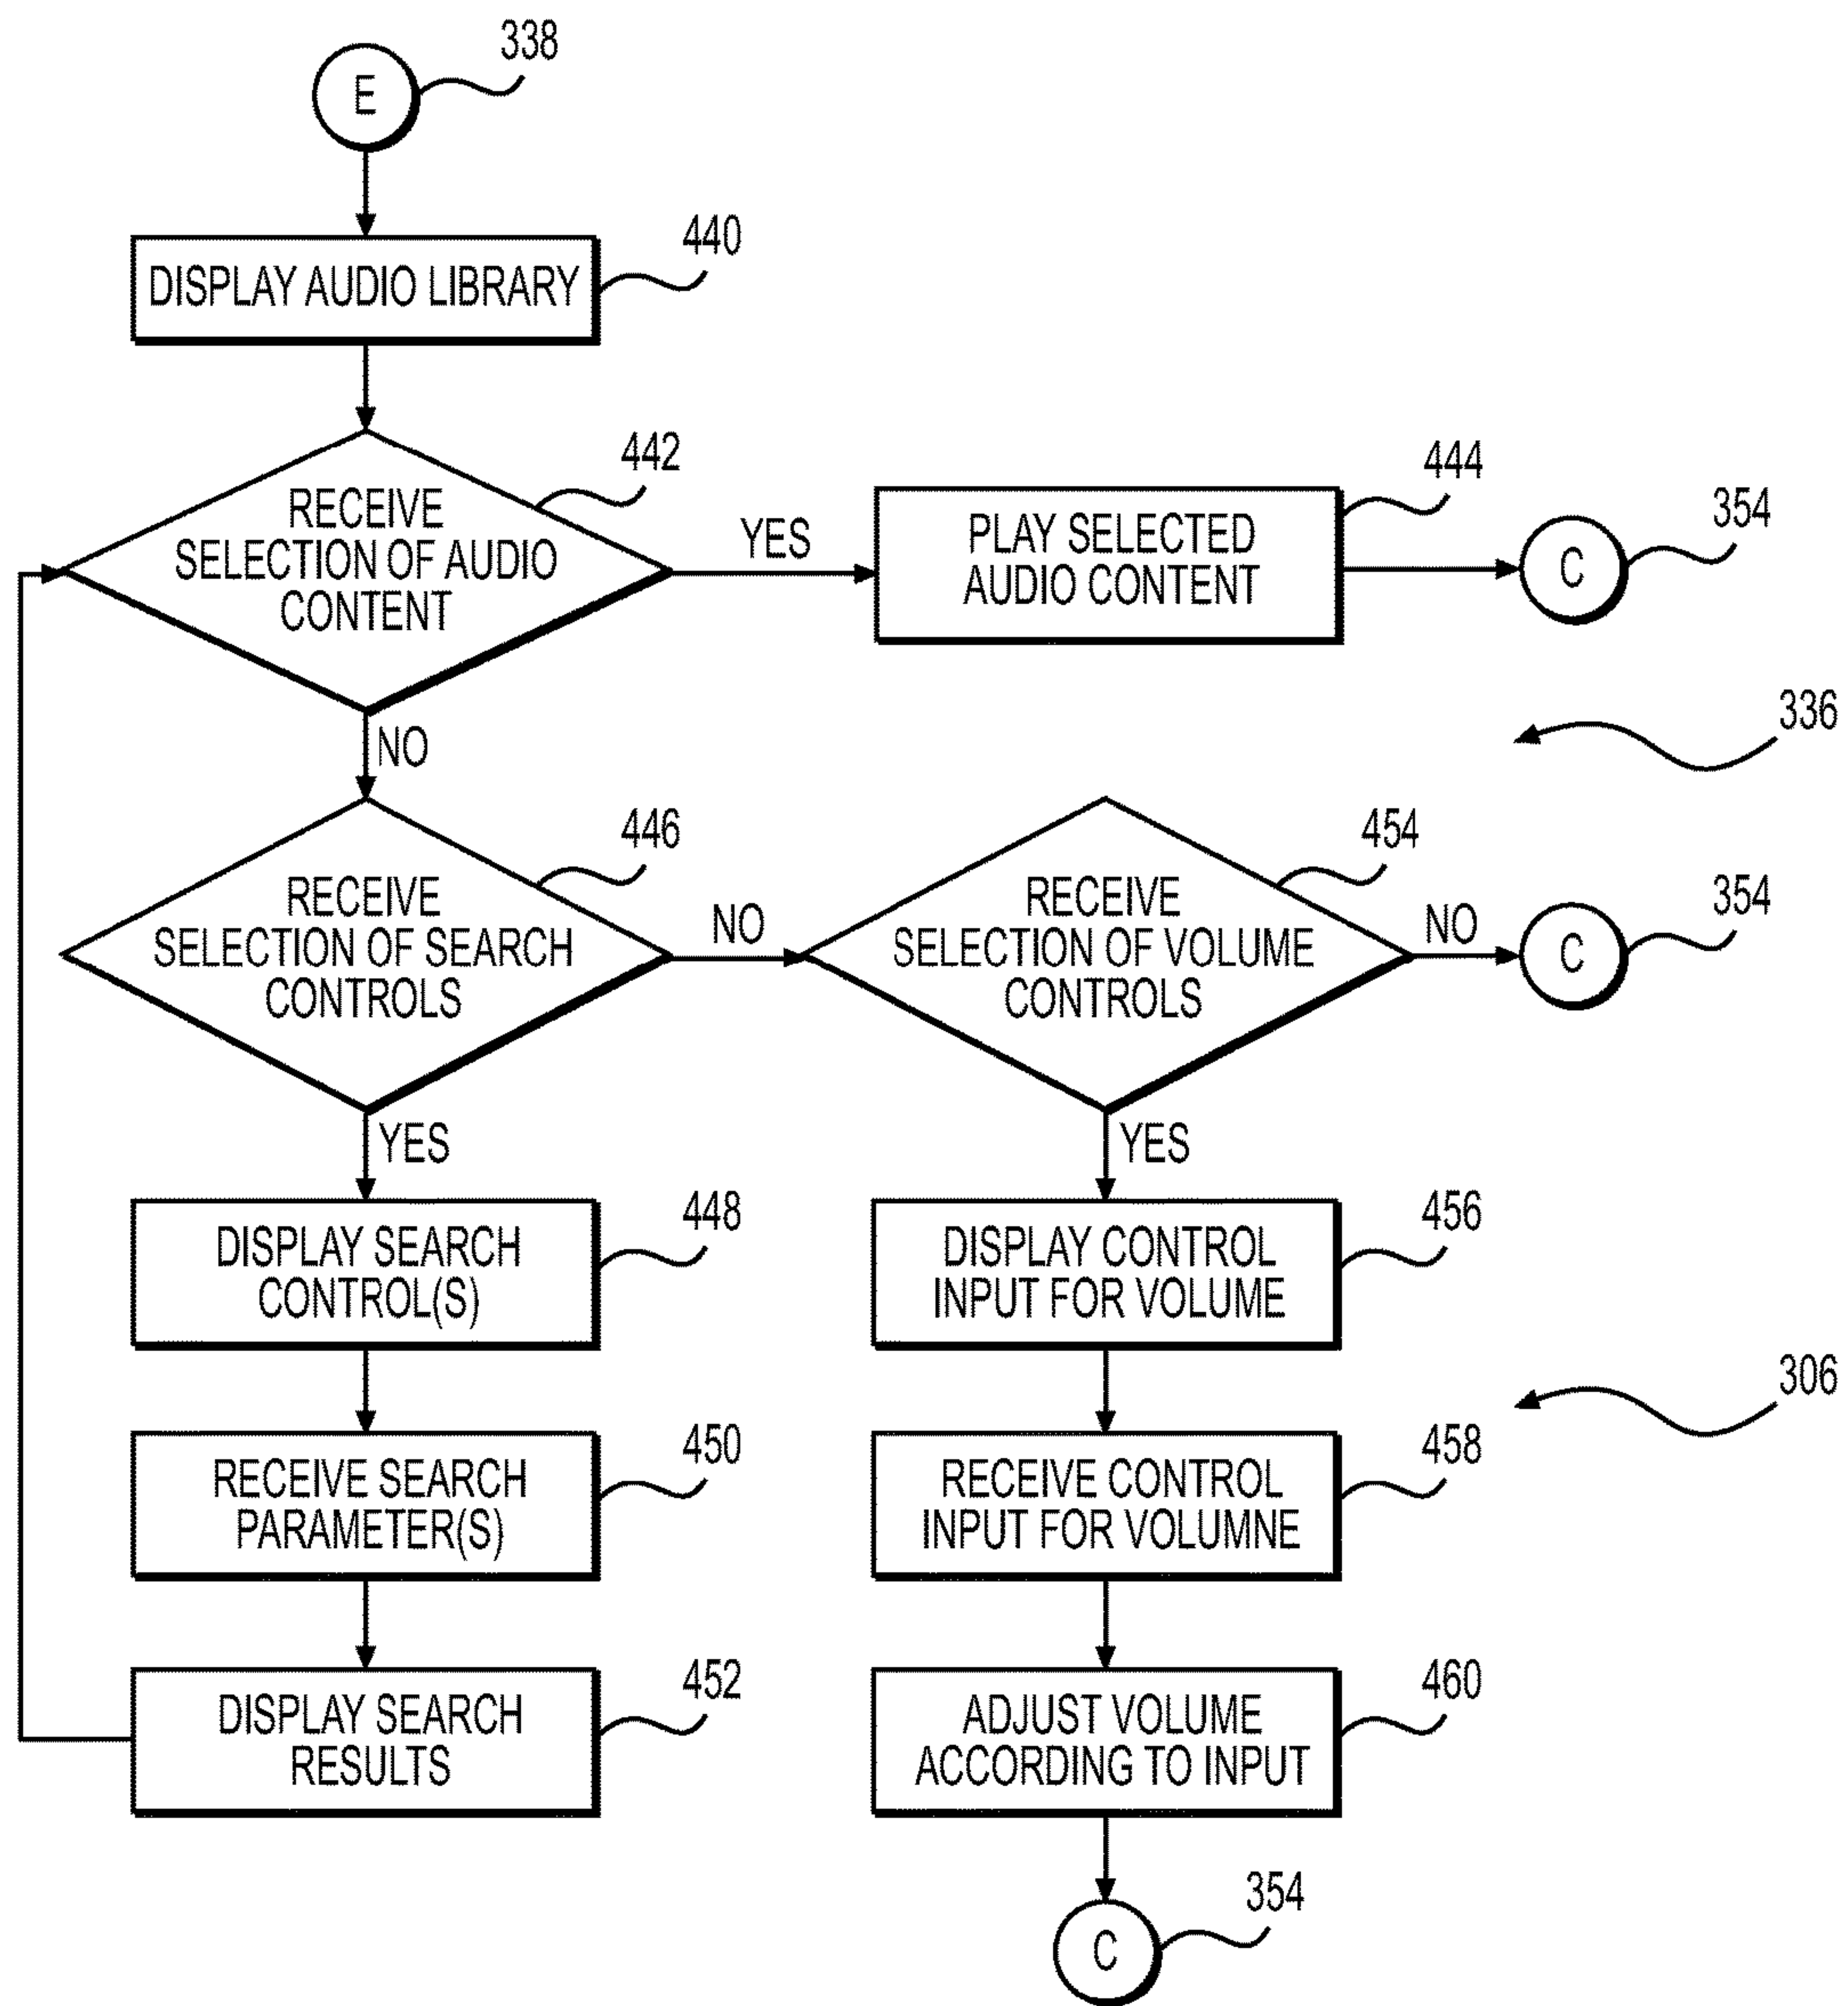 338
E
440
DISPLAY AUDIO LIBRARY
442
RECEIVE
SELECTION OF AUDIO
CONTENT
YES
444
PLAY SELECTED
AUDIO CONTENT
354
C
336
NO
446
RECEIVE
SELECTION OF SEARCH
CONTROLS
NO
454
RECEIVE
SELECTION OF VOLUME
CONTROLS
NO
354
C
YES
448
DISPLAY SEARCH
CONTROL(S)
450
RECEIVE SEARCH
PARAMETER(S)
452
DISPLAY SEARCH
RESULTS
YES
456
DISPLAY CONTROL
INPUT FOR VOLUME
306
458
RECEIVE CONTROL
INPUT FOR VOLUMNE
460
ADJUST VOLUME
ACCORDING TO INPUT
354
C